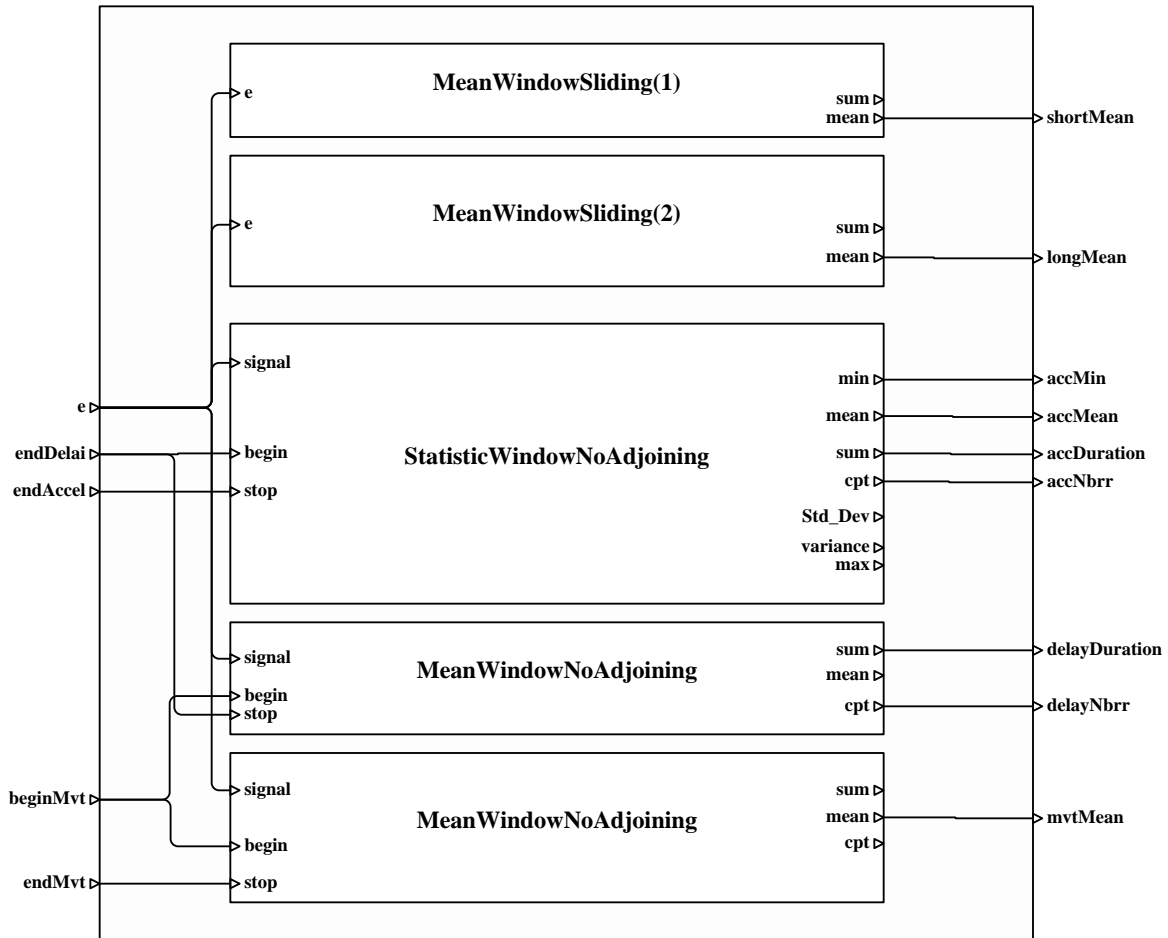 MeanWindowSliding(1)
e
sum
mean
shortMean
MeanWindowSliding(2)
e
sum
mean
longMean
signal
min
accMin
e
mean
accMean
endDelai
begin
StatisticWindowNoAdjoining
sum
accDuration
endAccel
stop
cpt
accNbrr
Std_Dev
variance
max
signal
MeanWindowNoAdjoining
sum
delayDuration
mean
begin
stop
cpt
delayNbrr
beginMvt
signal
MeanWindowNoAdjoining
sum
mean
mvtMean
begin
cpt
endMvt
stop